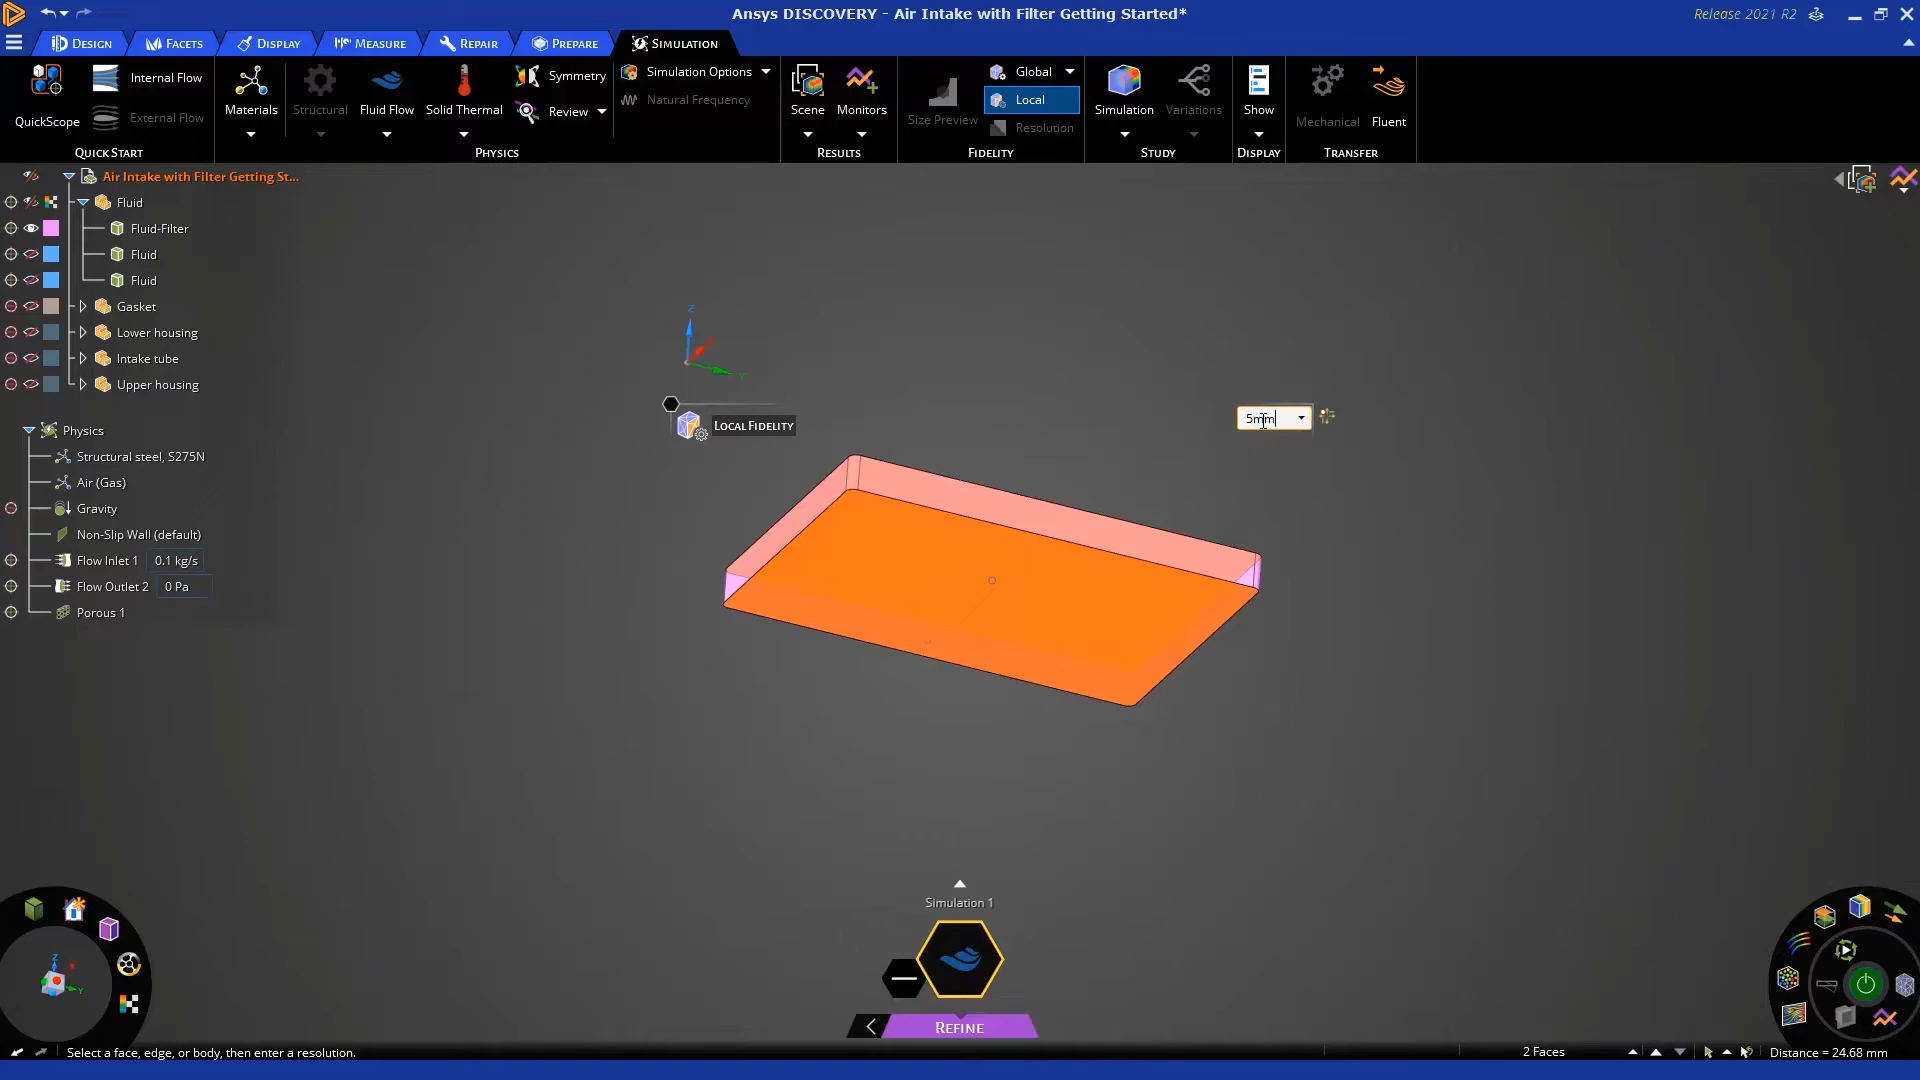 Ansys DISCOVERY - Air Intake with Filter Getting Started*
Release 2021 R2
DESIGN
FACETS
DISPLAY
MEASURE
REPAIR
PREPARE
SIMULATION
QuickScope
Internal Flow
External Flow
QUICK START
Materials
Structural
Fluid Flow
Solid Thermal
Symmetry
Review
Simulation Options
Natural Frequency
PHYSICS
Scene
Monitors
RESULTS
Size Preview
Global
Local
Resolution
FIDELITY
Simulation
Variations
STUDY
Show
DISPLAY
Mechanical
Fluent
TRANSFER
Air Intake with Filter Getting St...
Fluid
Fluid-Filter
Fluid
Fluid
Gasket
Lower housing
Intake tube
Upper housing
Physics
Structural steel, S275N
Air (Gas)
Gravity
Non-Slip Wall (default)
Flow Inlet 1 0.1 kg/s
Flow Outlet 2 0 Pa
Porous 1
Z
Y
LOCAL FIDELITY
5mm
Simulation 1
REFINE
Z
Y
Select a face, edge, or body, then enter a resolution.
2 Faces
Distance = 24.68 mm